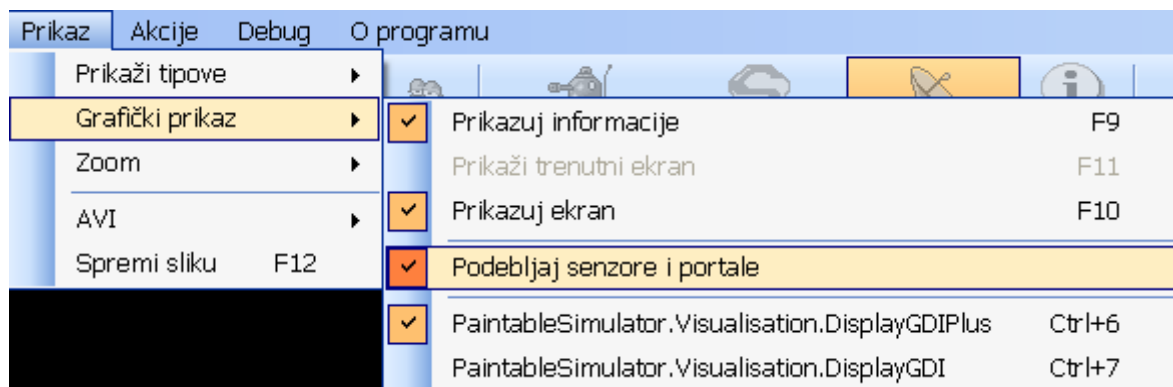 Prikaz Akcije Debug O programu
Prikaži tipove
Grafički prikaz
Zoom
AVI
Spremi sliku F12
Prikazuj informacije F9
Prikaži trenutni ekran F11
Prikazuj ekran F10
Podebljaj senzore i portale
PaintableSimulator.Visualisation.DisplayGDIPlus Ctrl+6
PaintableSimulator.Visualisation.DisplayGDI Ctrl+7